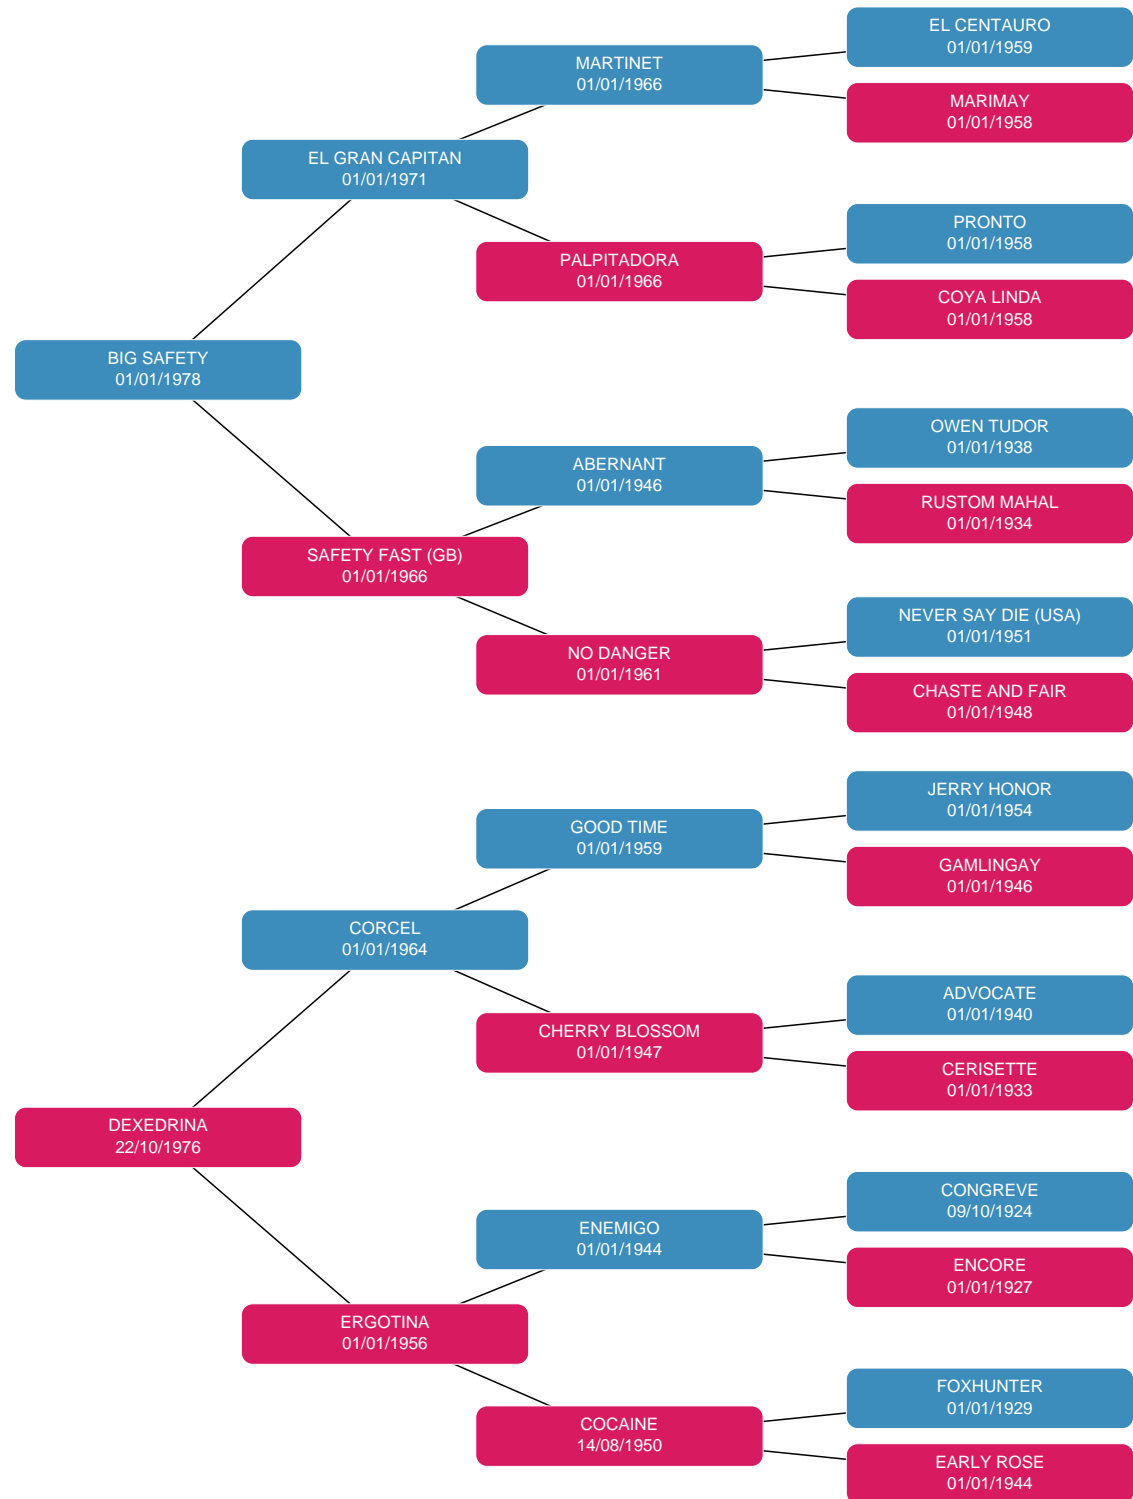 EL CENTAURO
01/01/1959
MARTINET
01/01/1966
MARIMAY
01/01/1958
EL GRAN CAPITAN
01/01/1971
PRONTO
01/01/1958
PALPITADORA
01/01/1966
COYA LINDA
01/01/1958
BIG SAFETY
01/01/1978
OWEN TUDOR
01/01/1938
ABERNANT
01/01/1946
RUSTOM MAHAL
01/01/1934
SAFETY FAST (GB)
01/01/1966
NEVER SAY DIE (USA)
01/01/1951
NO DANGER
01/01/1961
CHASTE AND FAIR
01/01/1948
JERRY HONOR
01/01/1954
GOOD TIME
01/01/1959
GAMLINGAY
01/01/1946
CORCEL
01/01/1964
ADVOCATE
01/01/1940
CHERRY BLOSSOM
01/01/1947
CERISETTE
01/01/1933
DEXEDRINA
22/10/1976
CONGREVE
09/10/1924
ENEMIGO
01/01/1944
ENCORE
01/01/1927
ERGOTINA
01/01/1956
FOXHUNTER
01/01/1929
COCAINE
14/08/1950
EARLY ROSE
01/01/1944